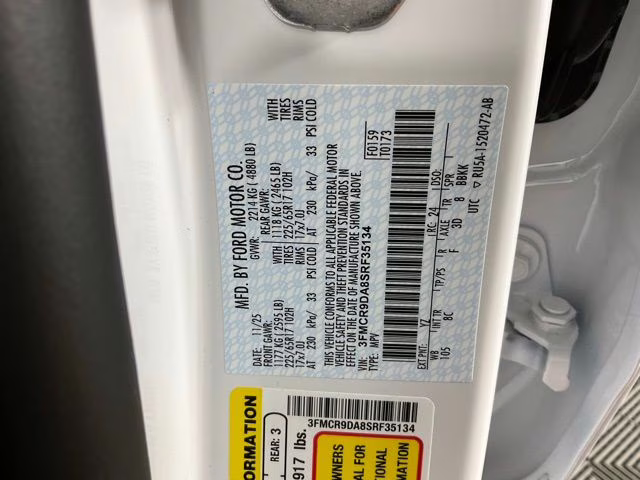 MFD. BY FORD MOTOR CO.
DATE: 11/25
GVWR: 2214 KG ( 4880 LB)
FRONT GAWR:
1177 KG ( 2595 LB)
225/65R17 102H
17x7.0J
AT 230 kPa/ 33 PSI COLD
REAR GAWR:
1118 KG ( 2465 LB)
225/65R17 102H
17x7.0J
AT 230 kPa/ 33 PSI COLD
WITH
TIRES
RIMS
WITH
TIRES
RIMS
THIS VEHICLE CONFORMS TO ALL APPLICABLE FEDERAL MOTOR
VEHICLE SAFETY AND THEFT PREVENTION STANDARDS IN
EFFECT ON THE DATE OF MANUFACTURE SHOWN ABOVE.
VIN: 3FMCR9DA8SRF35134
TYPE: MPV
F0159
T0173
EXT PNT: YZ RC: 24 DSO:
WB INT TR TP/PS R AXLE TR SPR
105 8C F 3D 8 BBKK
UTC ▽ RU5A-1520472-AB
3FMCR9DA8SRF35134
FORMATION
REAR: 3
917 lbs.
OWNERS
AL FOR
TIONAL
MATION